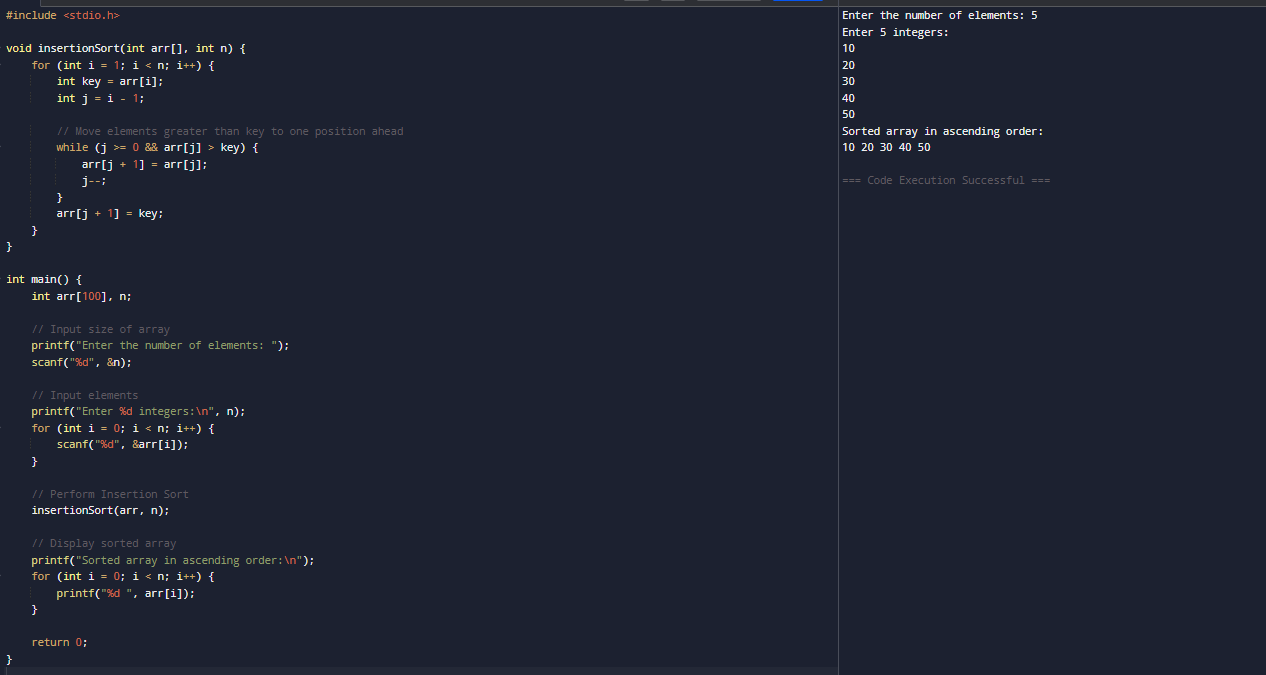 #include <stdio.h>

void insertionSort(int arr[], int n) {
    for (int i = 1; i < n; i++) {
        int key = arr[i];
        int j = i - 1;

        // Move elements greater than key to one position ahead
        while (j >= 0 && arr[j] > key) {
            arr[j + 1] = arr[j];
            j--;
        }
        arr[j + 1] = key;
    }
}

int main() {
    int arr[100], n;

    // Input size of array
    printf("Enter the number of elements: ");
    scanf("%d", &n);

    // Input elements
    printf("Enter %d integers:\n", n);
    for (int i = 0; i < n; i++) {
        scanf("%d", &arr[i]);
    }

    // Perform Insertion Sort
    insertionSort(arr, n);

    // Display sorted array
    printf("Sorted array in ascending order:\n");
    for (int i = 0; i < n; i++) {
        printf("%d ", arr[i]);
    }

    return 0;
}
Enter the number of elements: 5
Enter 5 integers:
10
20
30
40
50
Sorted array in ascending order:
10 20 30 40 50

=== Code Execution Successful ===